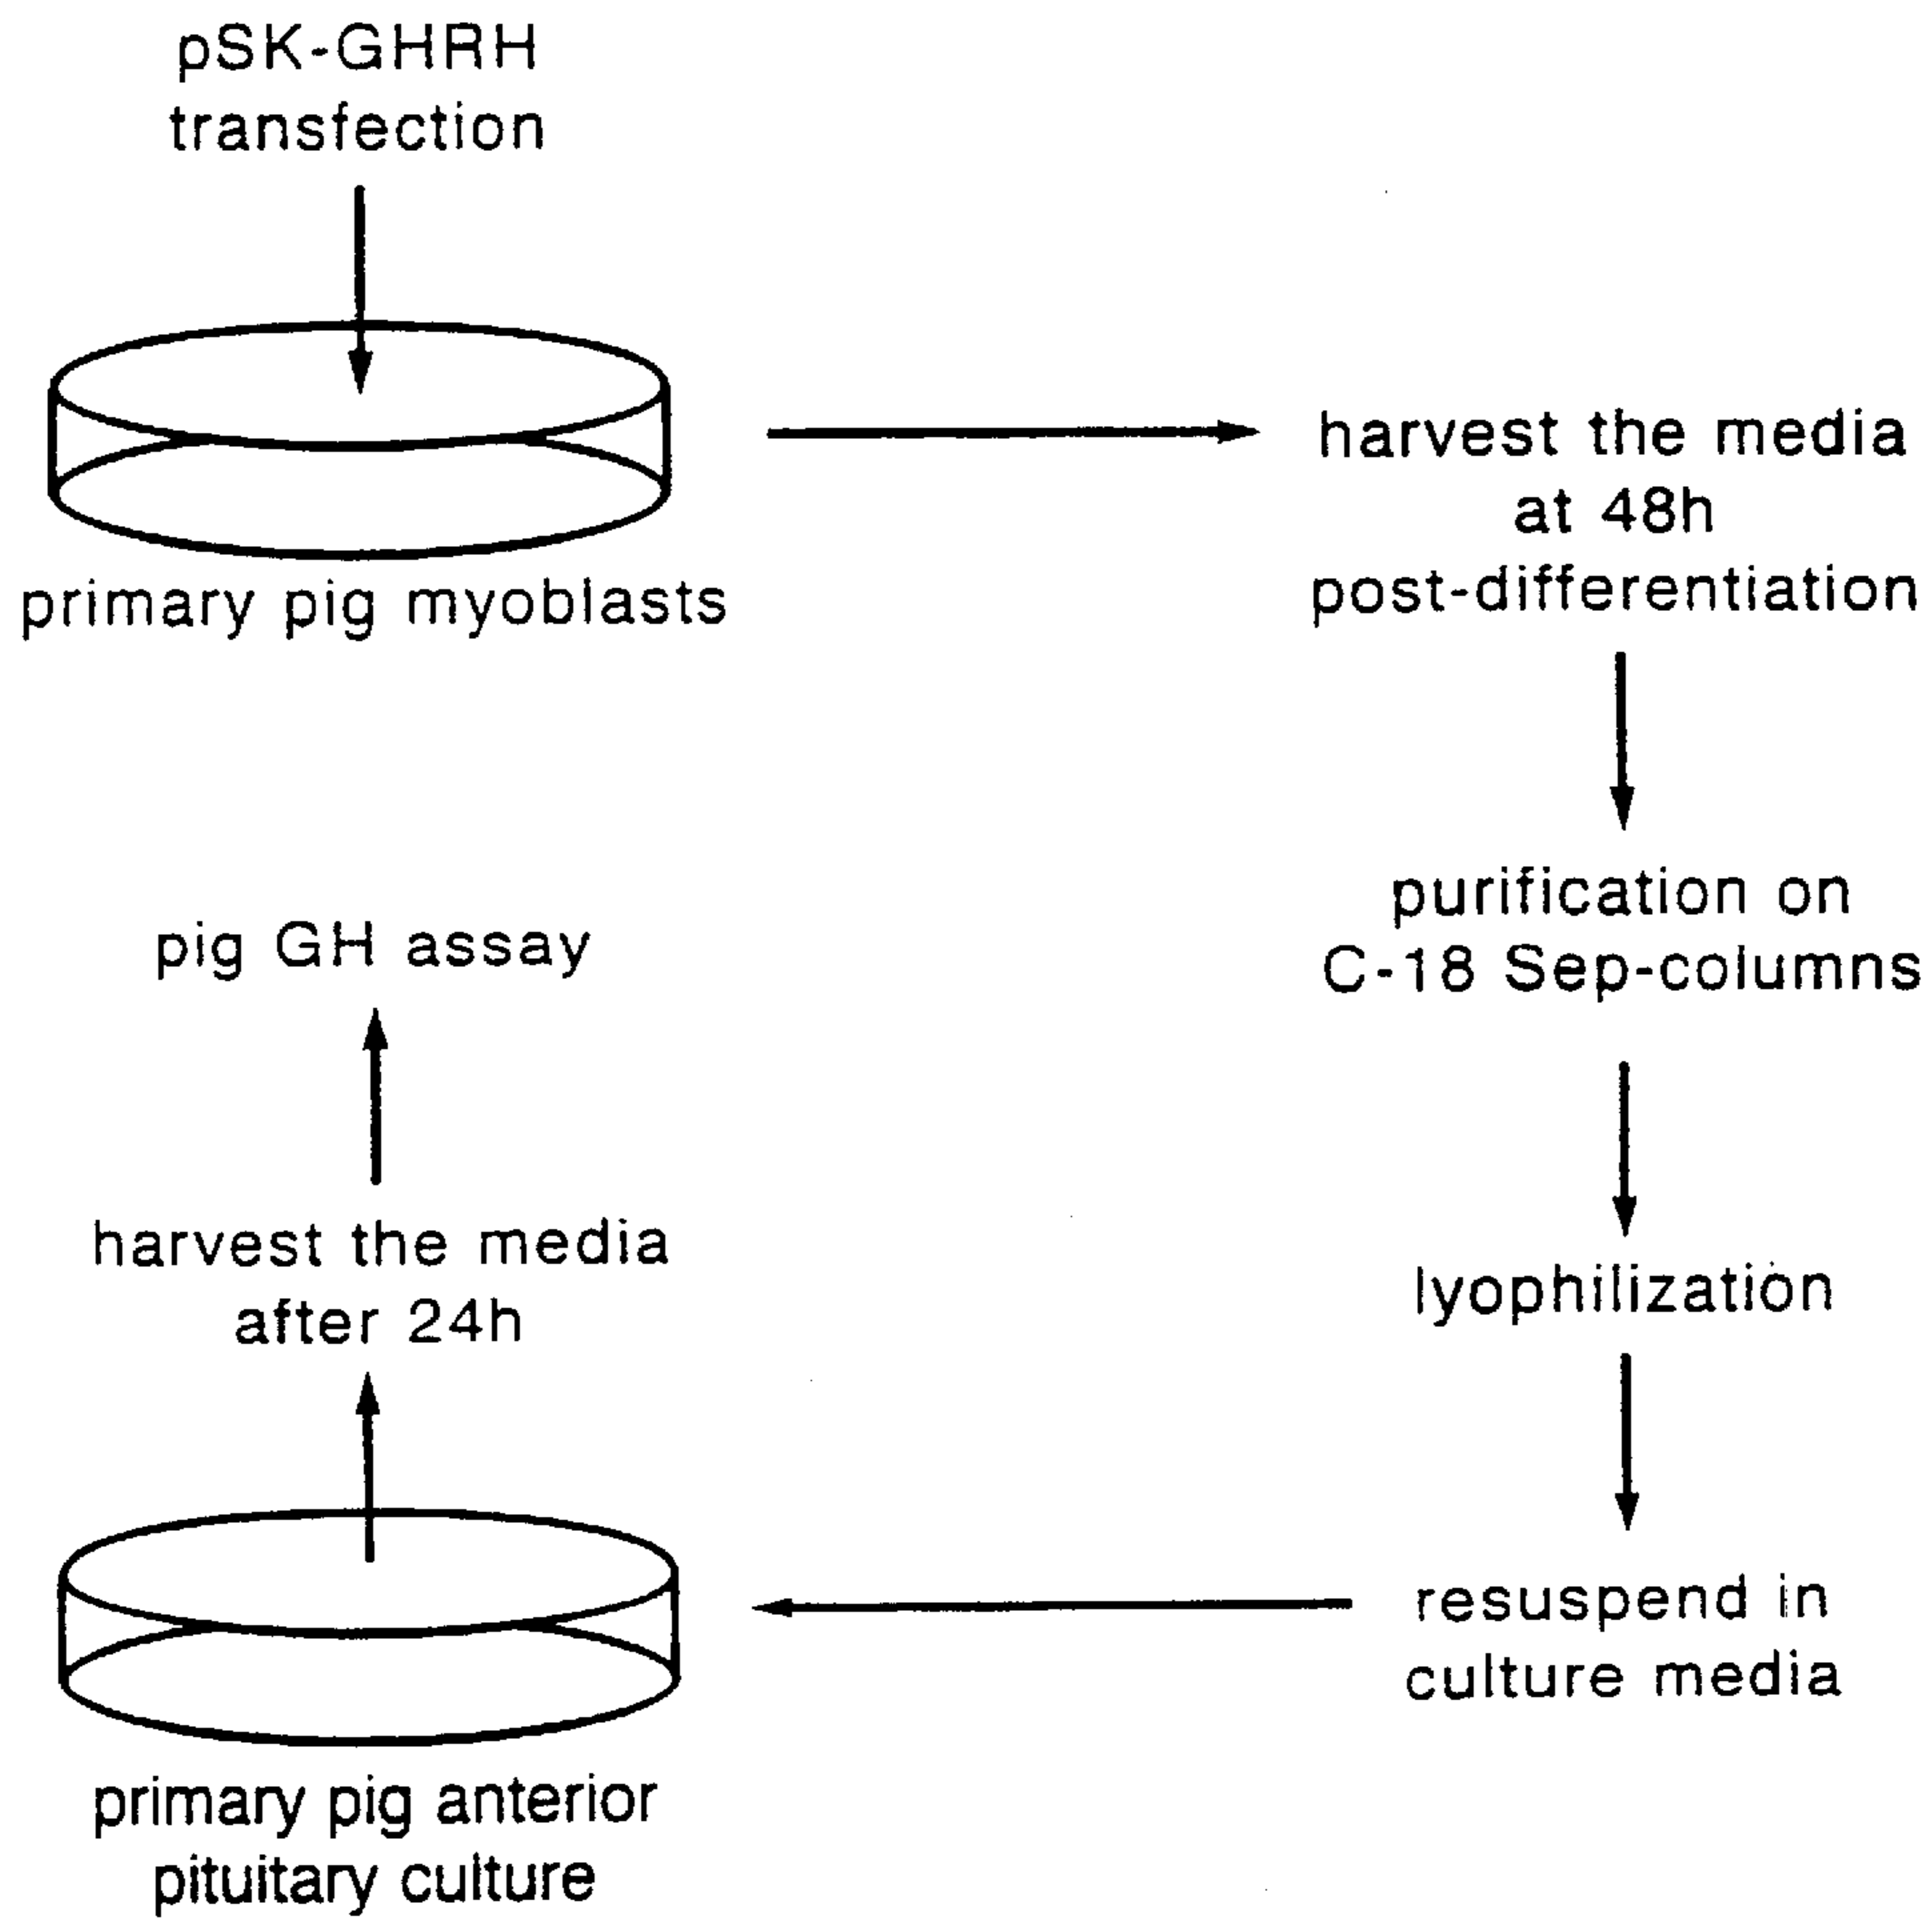 pSK-GHRH
transfection
primary pig myoblasts
harvest the media
at 48h
post-differentiation
purification on
C-18 Sep-columns
lyophilization
resuspend in
culture media
primary pig anterior
pituitary culture
harvest the media
after 24h
pig GH assay